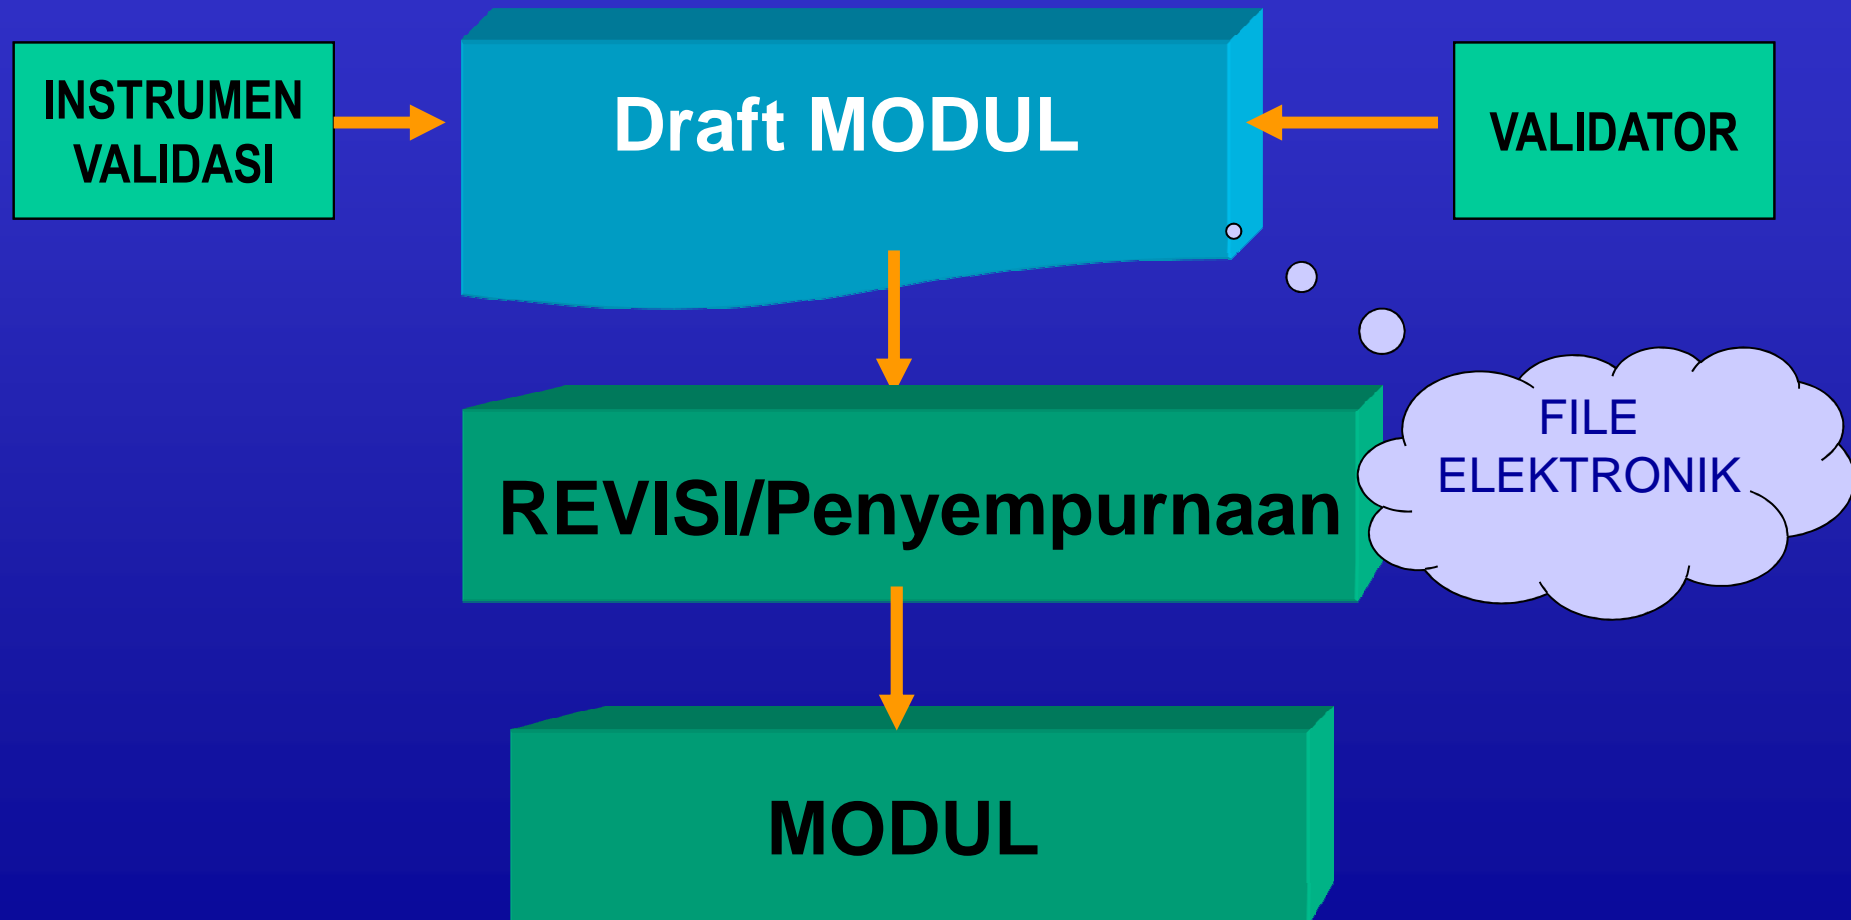 INSTRUMEN
VALIDASI
Draft MODUL
VALIDATOR
FILE
ELEKTRONIK
REVISI/Penyempurnaan
MODUL